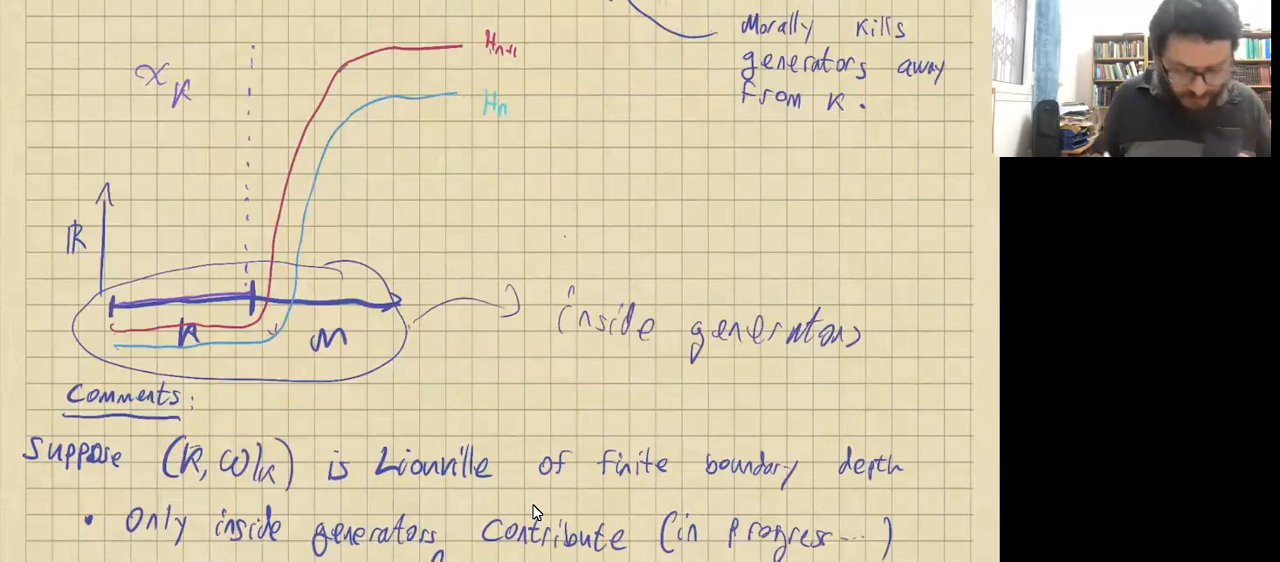 Morally kills
generators away
from K.
H_{n+1}
χ_K
H_n
ℝ
K
M
inside generators
Comments:
Suppose (K, ω|_K) is Liouville of finite boundary depth
• Only inside generators contribute (in progress...)